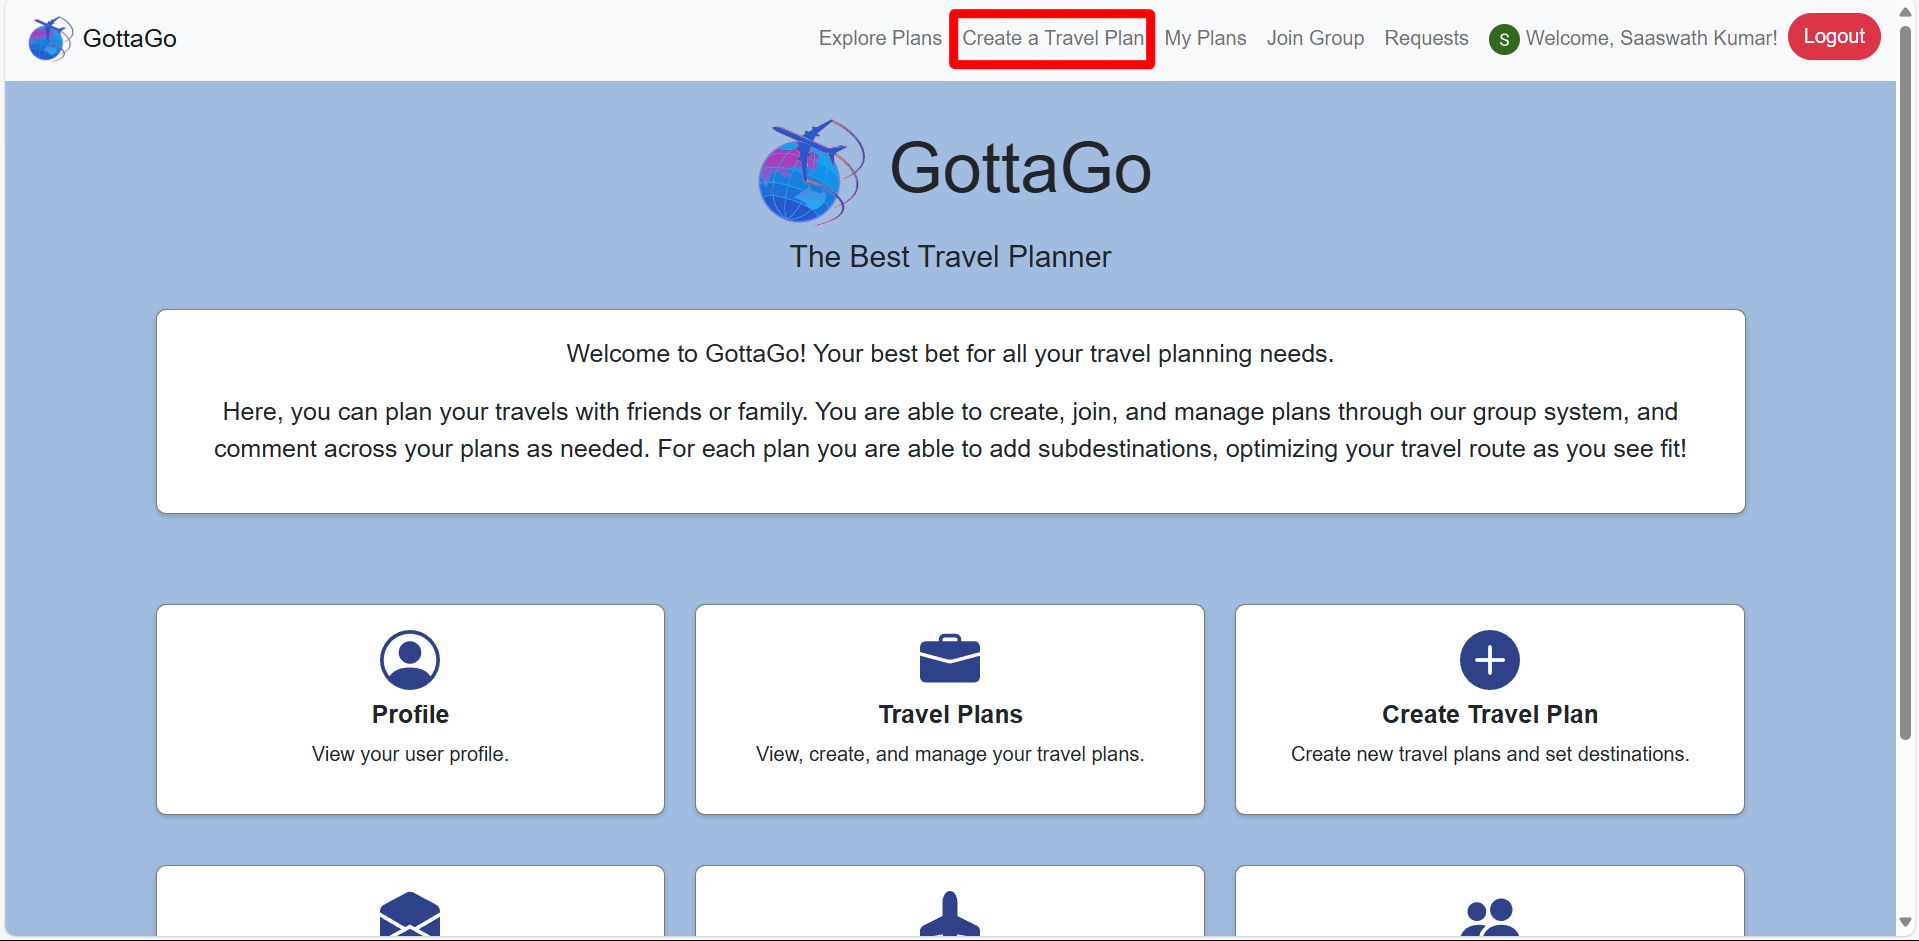 GottaGo
Explore Plans Create a Travel Plan My Plans Join Group Requests S Welcome, Saaswath Kumar! Logout
GottaGo
The Best Travel Planner
Welcome to GottaGo! Your best bet for all your travel planning needs.
Here, you can plan your travels with friends or family. You are able to create, join, and manage plans through our group system, and
comment across your plans as needed. For each plan you are able to add subdestinations, optimizing your travel route as you see fit!
Profile
View your user profile.
Travel Plans
View, create, and manage your travel plans.
Create Travel Plan
Create new travel plans and set destinations.